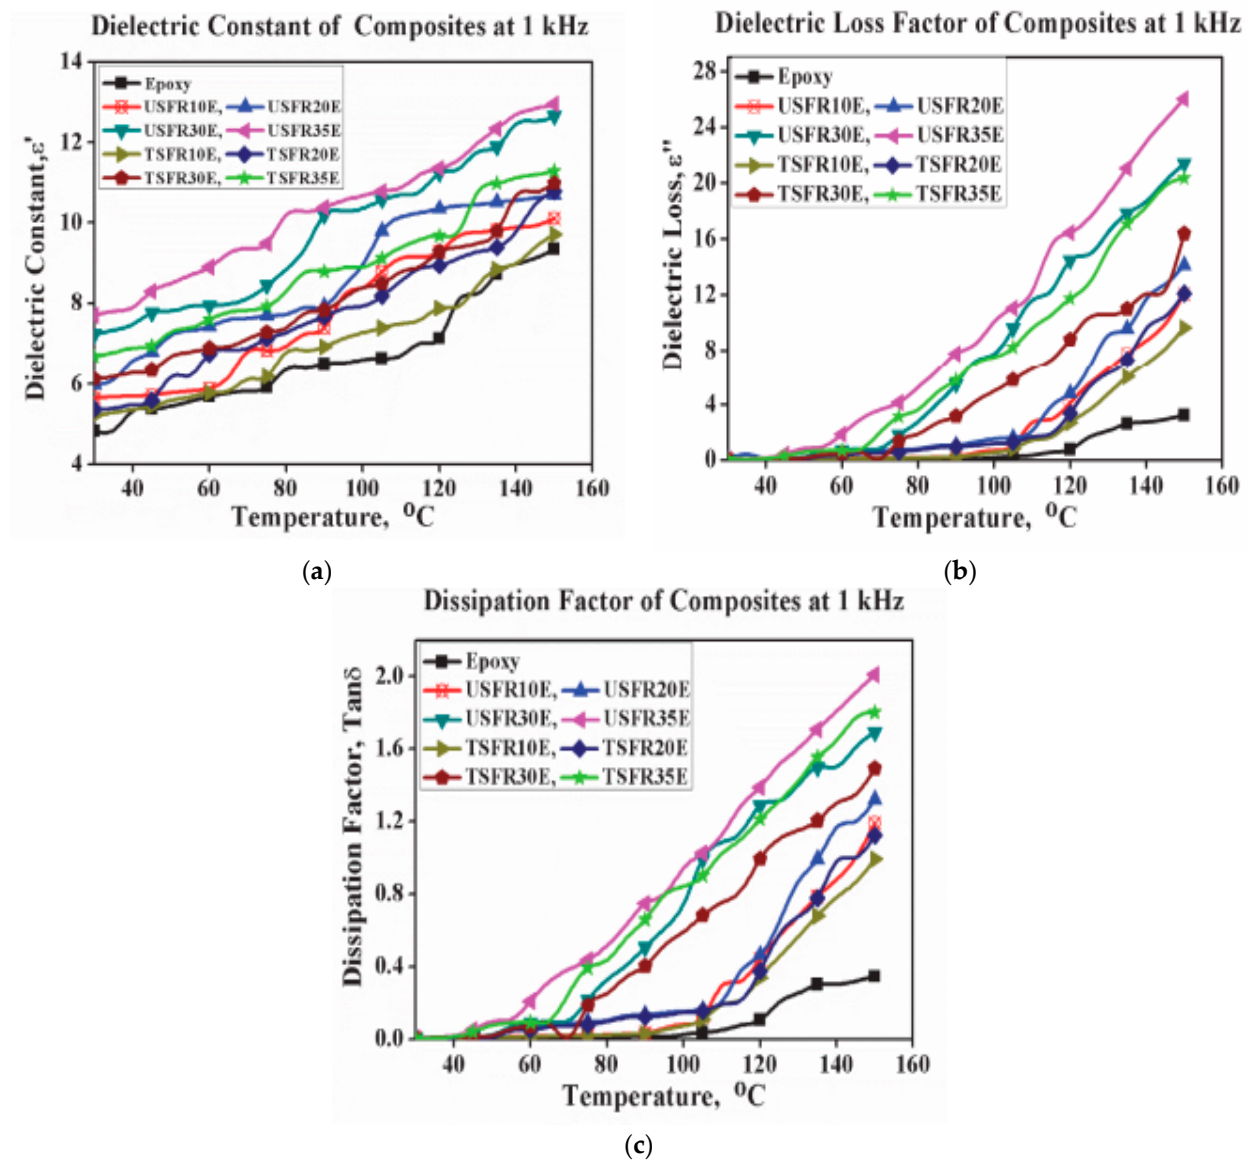 Dielectric Constant of Composites at 1 kHz
14
12
10
8
6
4
Dielectric Constant,ε'
Epoxy
USFR10E, USFR20E
USFR30E, USFR35E
TSFR10E, TSFR20E
TSFR30E, TSFR35E
40 60 80 100 120 140 160
Temperature, ⁰C
(a)
Dielectric Loss Factor of Composites at 1 kHz
28
24
20
16
12
8
4
0
Dielectric Loss, ε"
Epoxy
USFR10E, USFR20E
USFR30E, USFR35E
TSFR10E, TSFR20E
TSFR30E, TSFR35E
40 60 80 100 120 140 160
Temperature, ⁰C
(b)
Dissipation Factor of Composites at 1 kHz
2.0
1.6
1.2
0.8
0.4
0.0
Dissipation Factor, Tanδ
Epoxy
USFR10E, USFR20E
USFR30E, USFR35E
TSFR10E, TSFR20E
TSFR30E, TSFR35E
40 60 80 100 120 140 160
Temperature, ⁰C
(c)